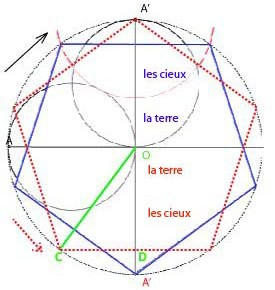 A'
les cieux
la terre
A
O
la terre
les cieux
C
D
A'